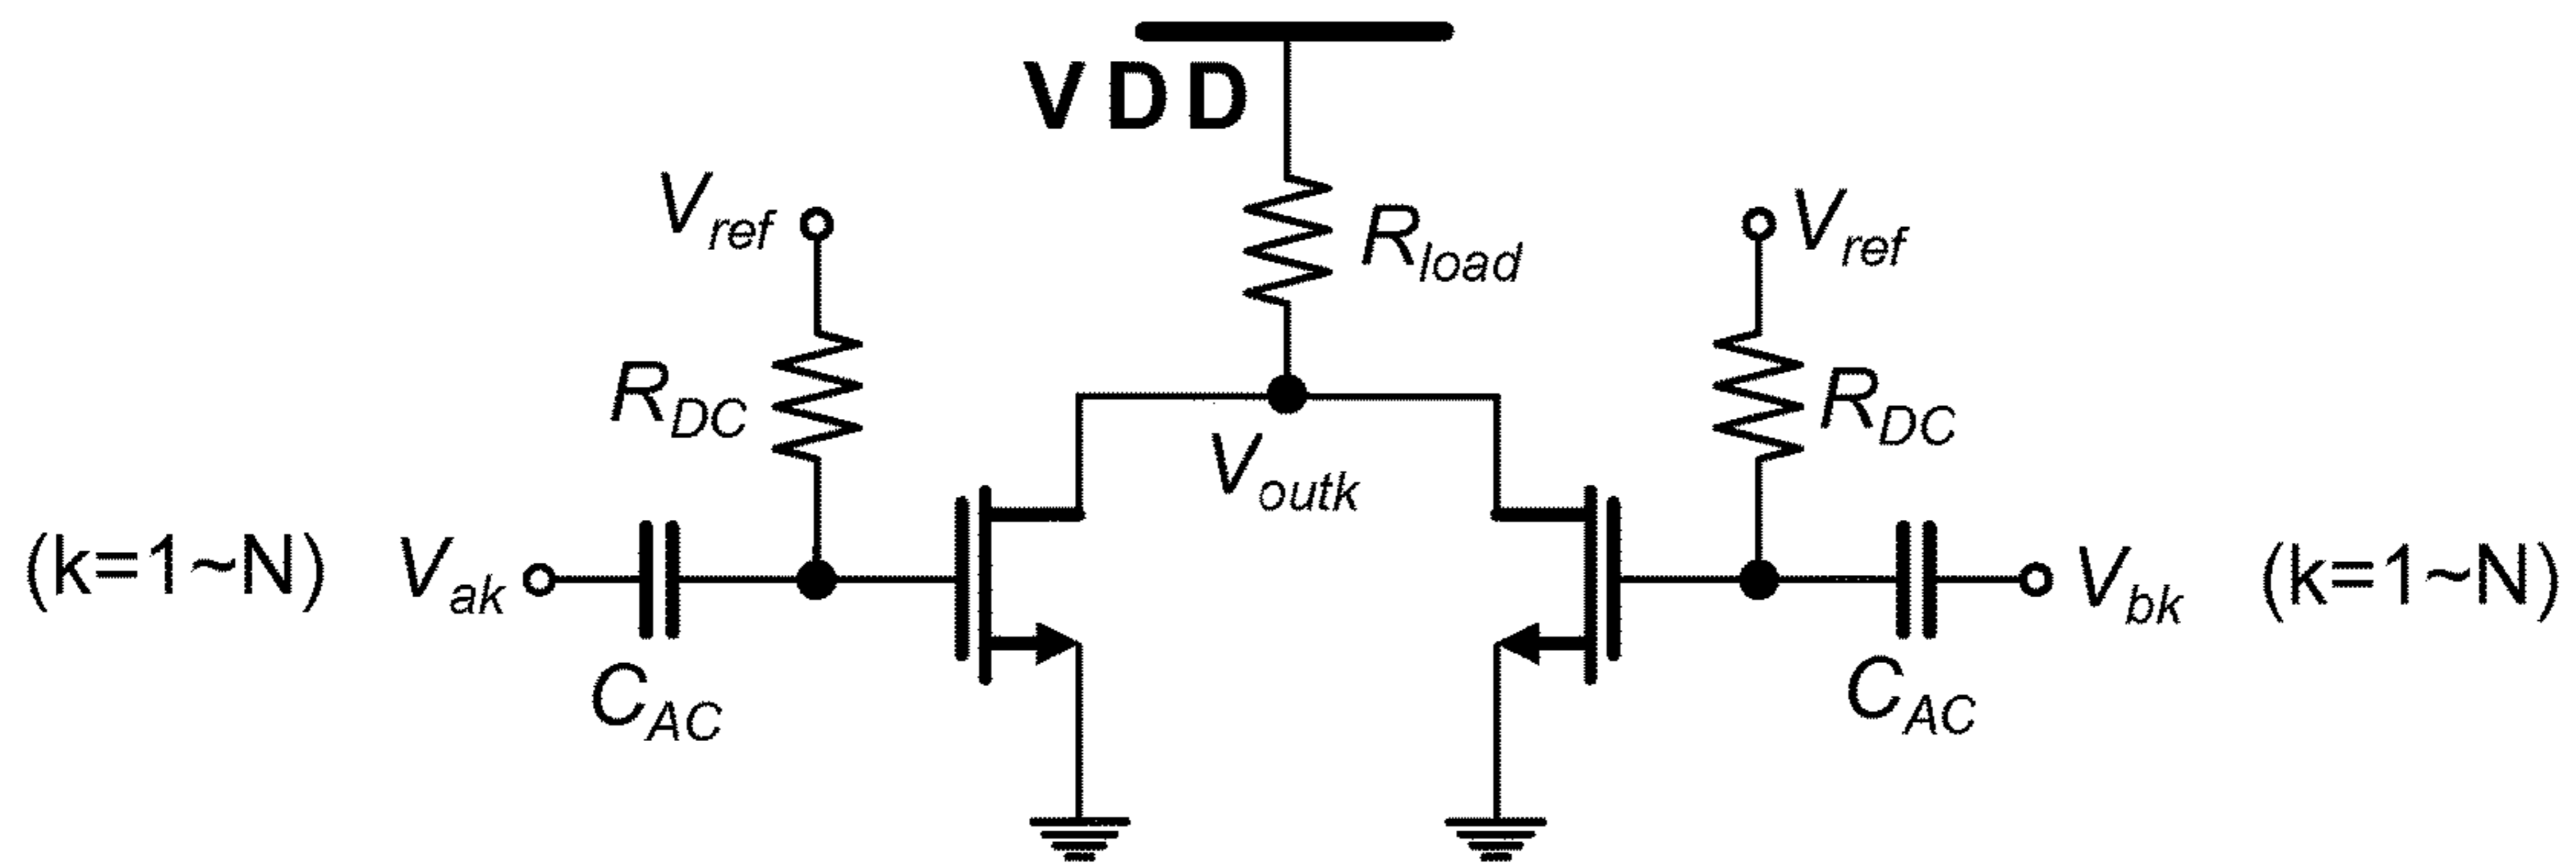 VDD
V_ref
V_ref
R_load
R_DC
R_DC
V_outk
(k=1~N) V_ak
V_bk (k=1~N)
C_AC
C_AC